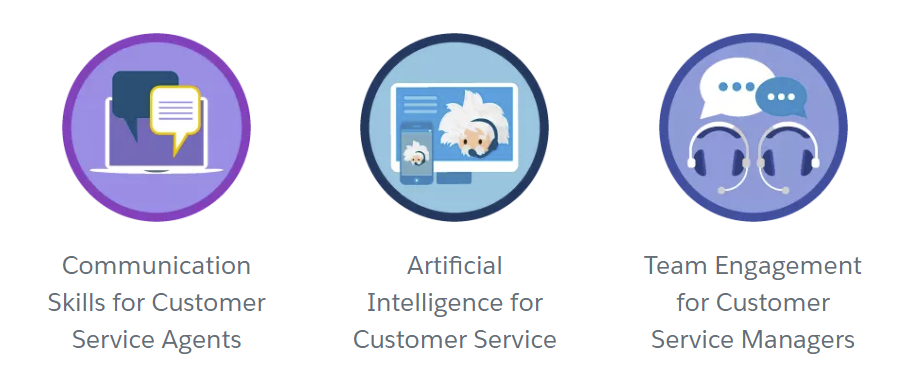 Communication
Skills for Customer
Service Agents
Artificial
Intelligence for
Customer Service
Team Engagement
for Customer
Service Managers